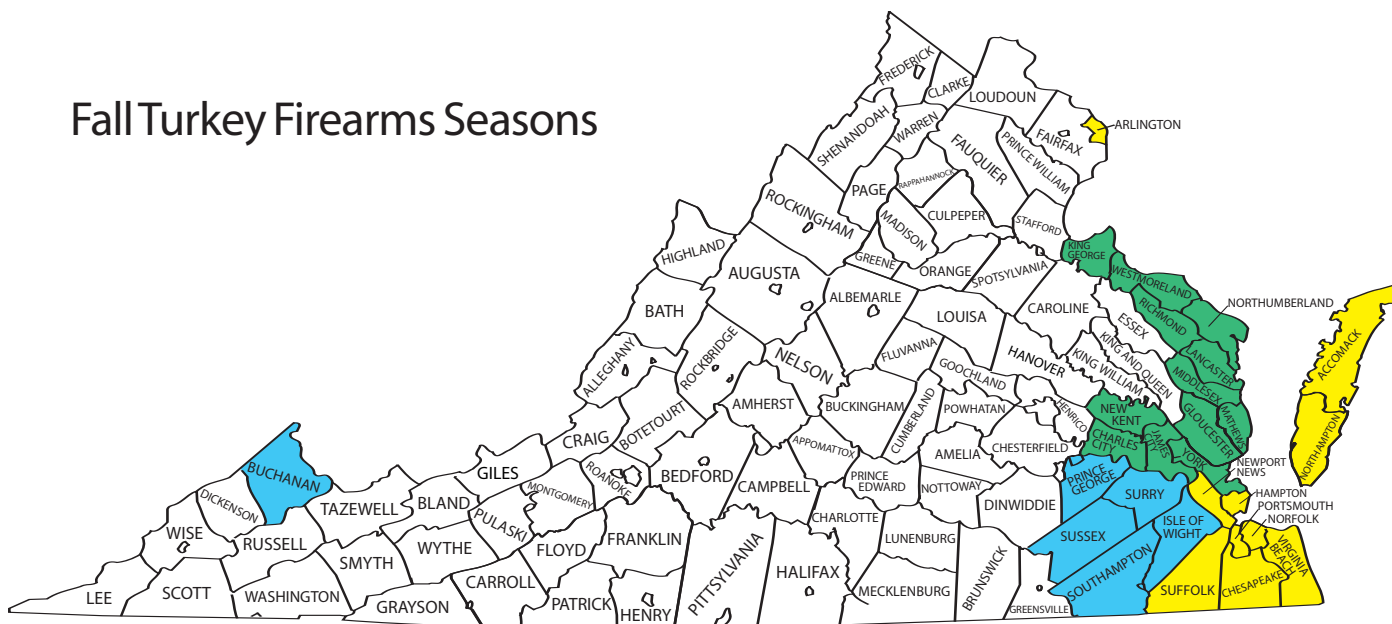 Fall Turkey Firearms Seasons
FREDERICK
CLARKE
LOUDOUN
SHENANDOAH
WARREN
FAUQUIER
PRINCE WILLIAM
FAIRFAX
ARLINGTON
PAGE
RAPPAHANNOCK
ROCKINGHAM
MADISON
CULPEPER
STAFFORD
HIGHLAND
GREENE
ORANGE
SPOTSYLVANIA
KING
GEORGE
WESTMORELAND
AUGUSTA
NORTHUMBERLAND
BATH
ALBEMARLE
LOUISA
CAROLINE
ESSEX
RICHMOND
ACCOMACK
ALLEGHANY
ROCKBRIDGE
NELSON
FLUVANNA
GOOCHLAND
HANOVER
KING WILLIAM
KING AND QUEEN
LANCASTER
MIDDLESEX
AMHERST
BUCKINGHAM
CUMBERLAND
POWHATAN
HENRICO
NEW
KENT
GLOUCESTER
MATHEWS
CRAIG
BOTETOURT
APPOMATTOX
AMELIA
CHESTERFIELD
CHARLES
CITY
JAMES
CITY
YORK
NEWPORT
NEWS
NORTHAMPTON
BUCHANAN
GILES
ROANOKE
BEDFORD
CAMPBELL
PRINCE
EDWARD
NOTTOWAY
DINWIDDIE
PRINCE
GEORGE
SURRY
HAMPTON
PORTSMOUTH
NORFOLK
DICKENSON
TAZEWELL
BLAND
MONTGOMERY
PULASKI
WISE
RUSSELL
SMYTH
WYTHE
FLOYD
FRANKLIN
PITTSYLVANIA
HALIFAX
CHARLOTTE
LUNENBURG
BRUNSWICK
SUSSEX
ISLE OF
WIGHT
VIRGINIA
BEACH
LEE
SCOTT
WASHINGTON
GRAYSON
CARROLL
PATRICK
HENRY
MECKLENBURG
GREENSVILLE
SOUTHAMPTON
SUFFOLK
CHESAPEAKE